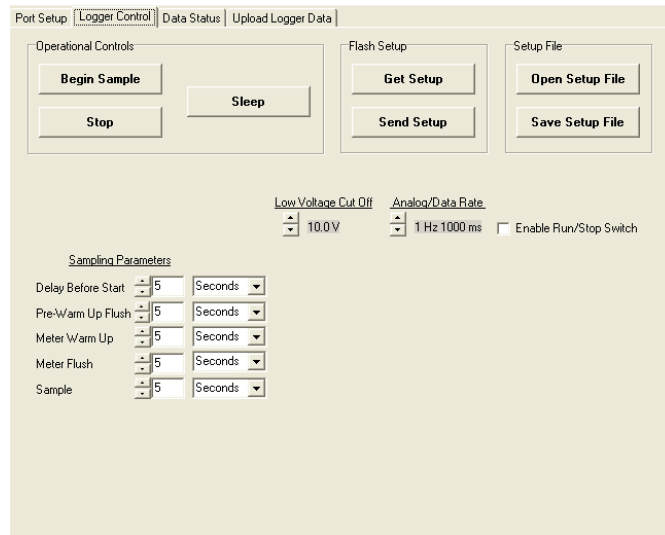 Port Setup Logger Control Data Status Upload Logger Data
Operational Controls
Begin Sample
Stop
Sleep
Flash Setup
Get Setup
Send Setup
Setup File
Open Setup File
Save Setup File
Low Voltage Cut Off
10.0 V
Analog/Data Rate
1 Hz 1000 ms
Enable Run/Stop Switch
Sampling Parameters
Delay Before Start 5 Seconds
Pre-Warm Up Flush 5 Seconds
Meter Warm Up 5 Seconds
Meter Flush 5 Seconds
Sample 5 Seconds